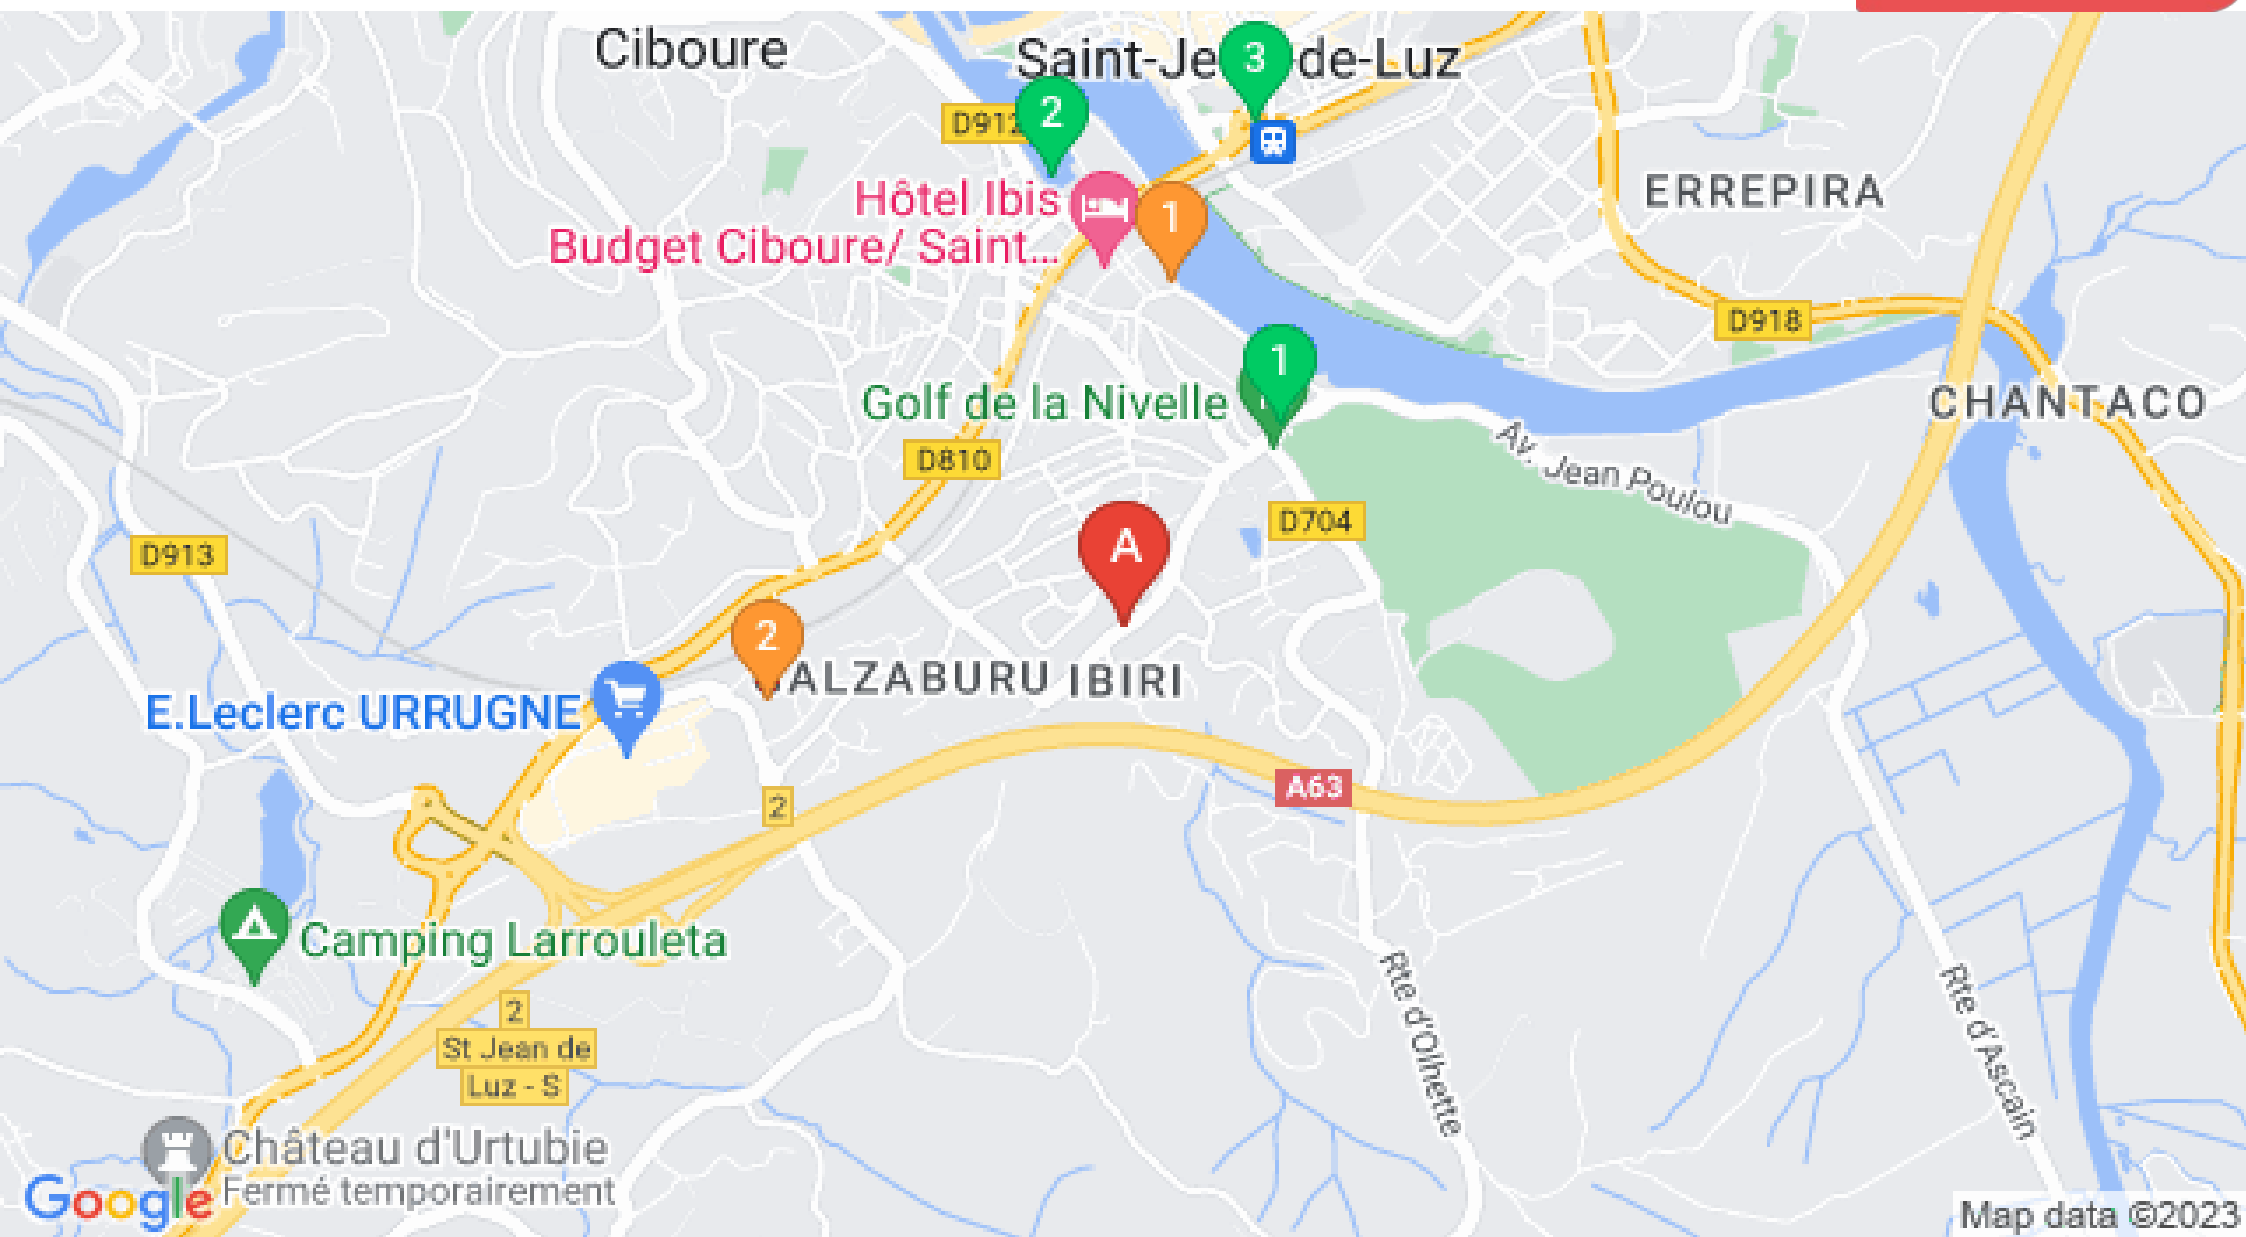 Ciboure
Saint-Je
3
de-Luz
2
D912
Hôtel Ibis
Budget Ciboure/ Saint...
1
ERREPIRA
D918
1
Golf de la Nivelle
CHANTACO
D810
Av. Jean Poulou
D704
D913
A
2
ALZABURU
IBIRI
E.Leclerc URRUGNE
A63
2
Camping Larrouleta
Rte d'Olhette
Rte d'Ascain
2
St Jean de
Luz - S
Château d'Urtubie
Fermé temporairement
Google
Map data ©2023